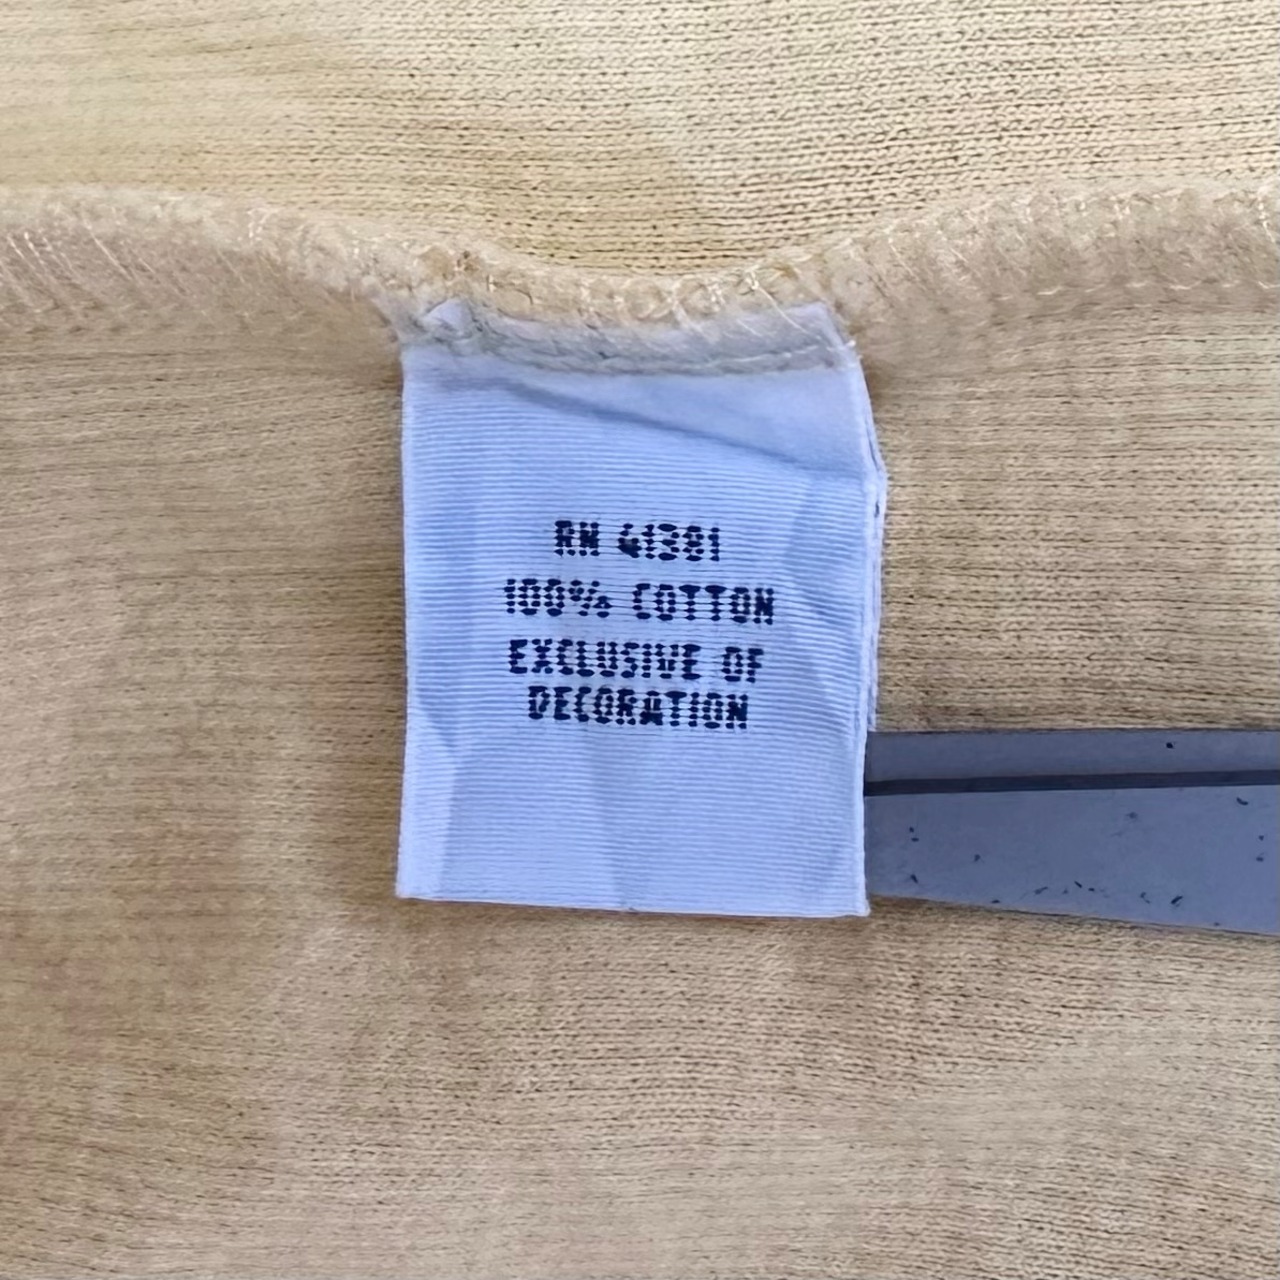 RN 41381
100% COTTON
EXCLUSIVE OF
DECORATION